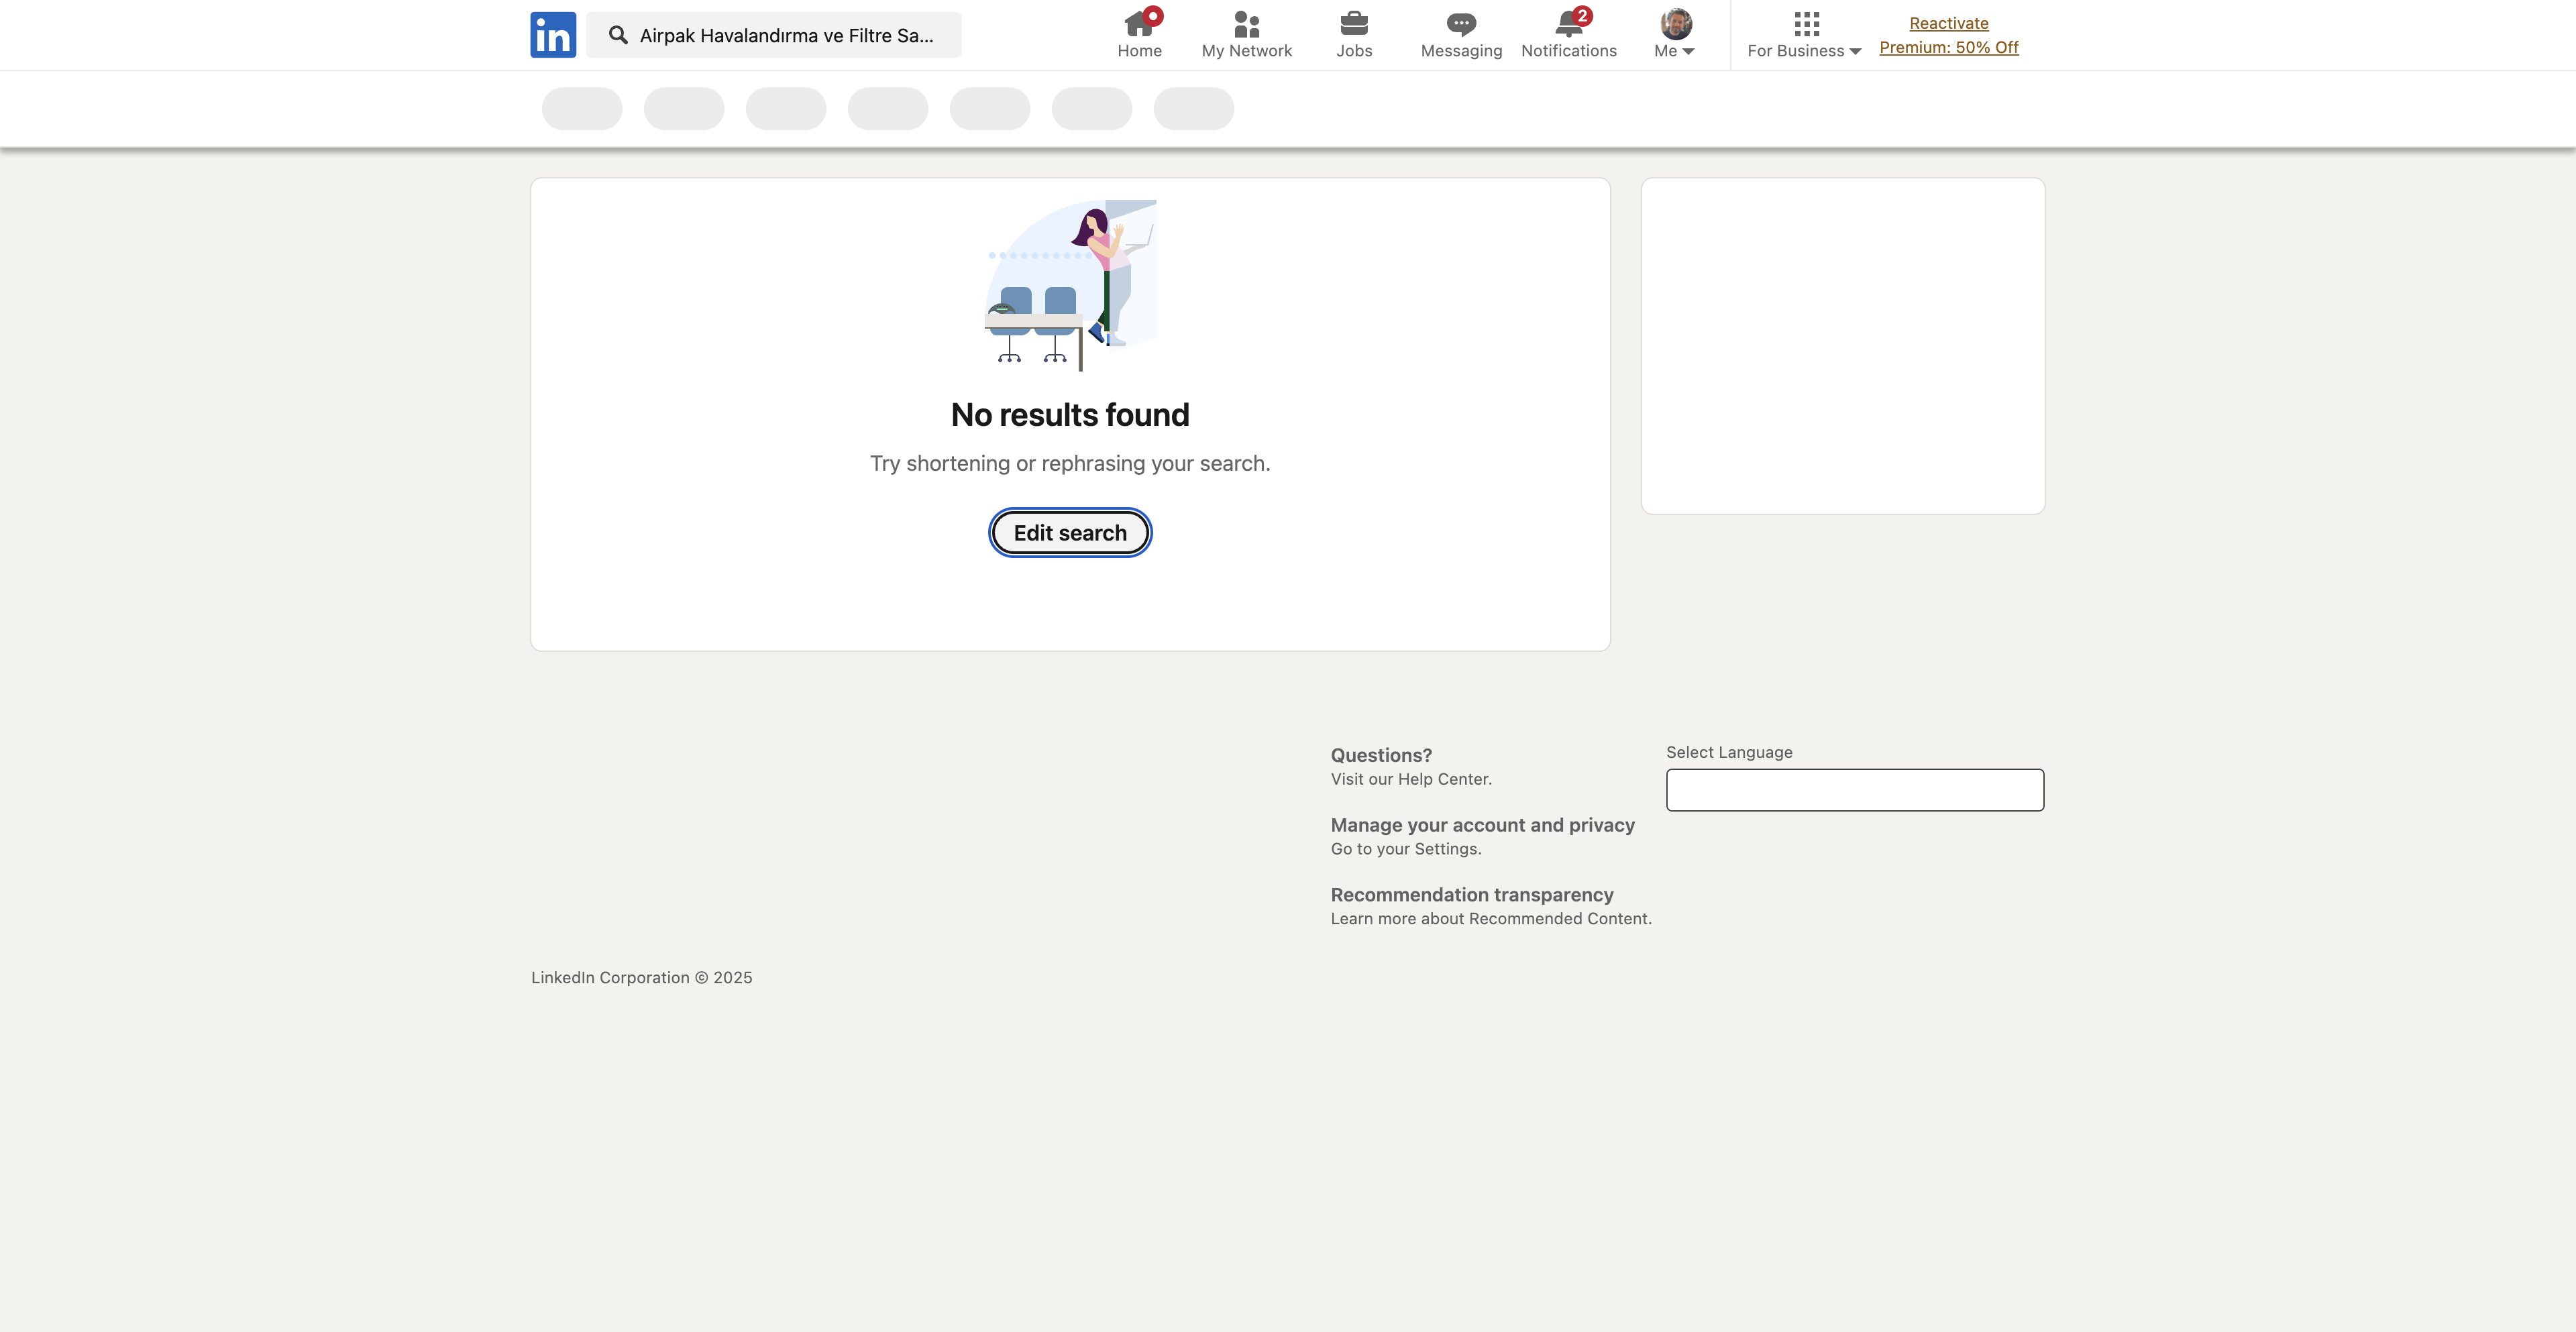 in
Airpak Havalandırma ve Filtre Sa...
Home
My Network
Jobs
Messaging
2
Notifications
Me
For Business
Reactivate
Premium: 50% Off
No results found
Try shortening or rephrasing your search.
Edit search
Questions?
Visit our Help Center.
Manage your account and privacy
Go to your Settings.
Recommendation transparency
Learn more about Recommended Content.
Select Language
LinkedIn Corporation © 2025